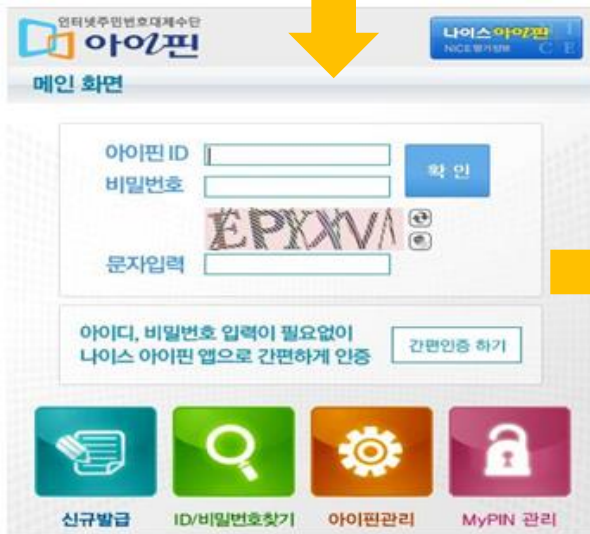 인터넷주민번호대체수단
아이핀
나이스아이핀
NICE평가정보
메인 화면
아이핀 ID
비밀번호
확 인
문자입력
아이디, 비밀번호 입력이 필요없이
나이스 아이핀 앱으로 간편하게 인증
간편인증 하기
신규발급
ID/비밀번호찾기
아이핀관리
MyPIN 관리